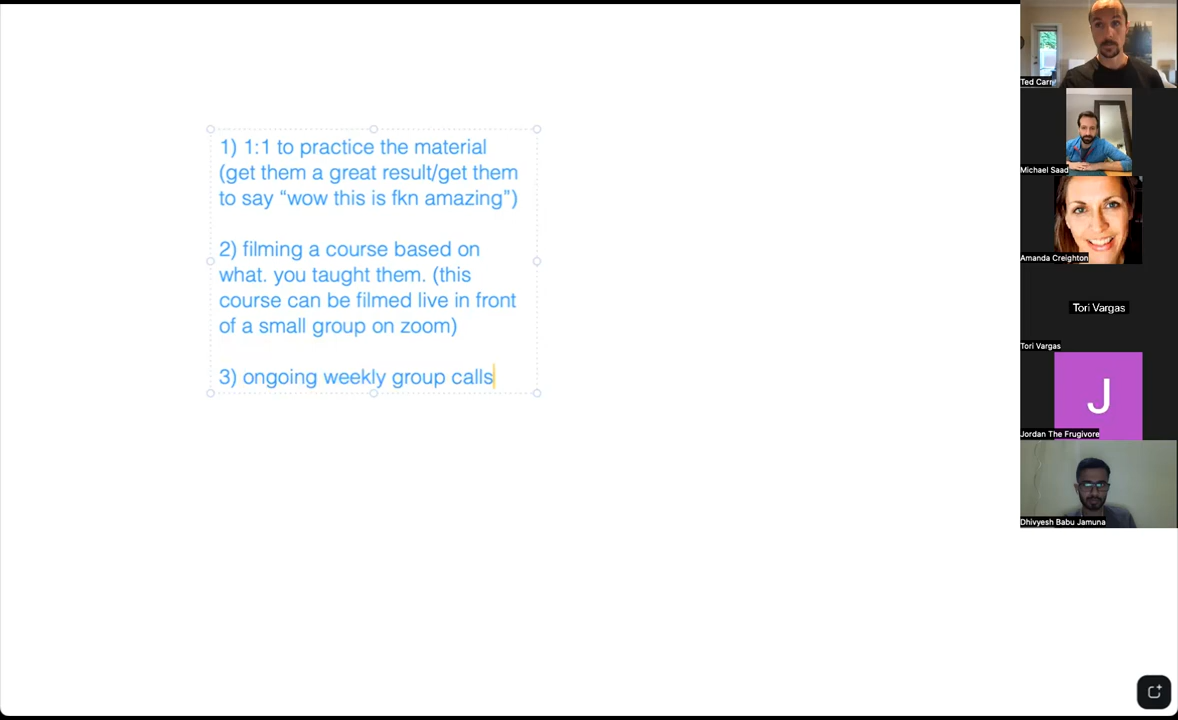 1) 1:1 to practice the material
(get them a great result/get them
to say “wow this is fkn amazing”)
2) filming a course based on
what. you taught them. (this
course can be filmed live in front
of a small group on zoom)
3) ongoing weekly group calls
Ted Carr
Michael Saad
Amanda Creighton
Tori Vargas
Tori Vargas
J
Jordan The Frugivore
Dhivyesh Babu Jamuna